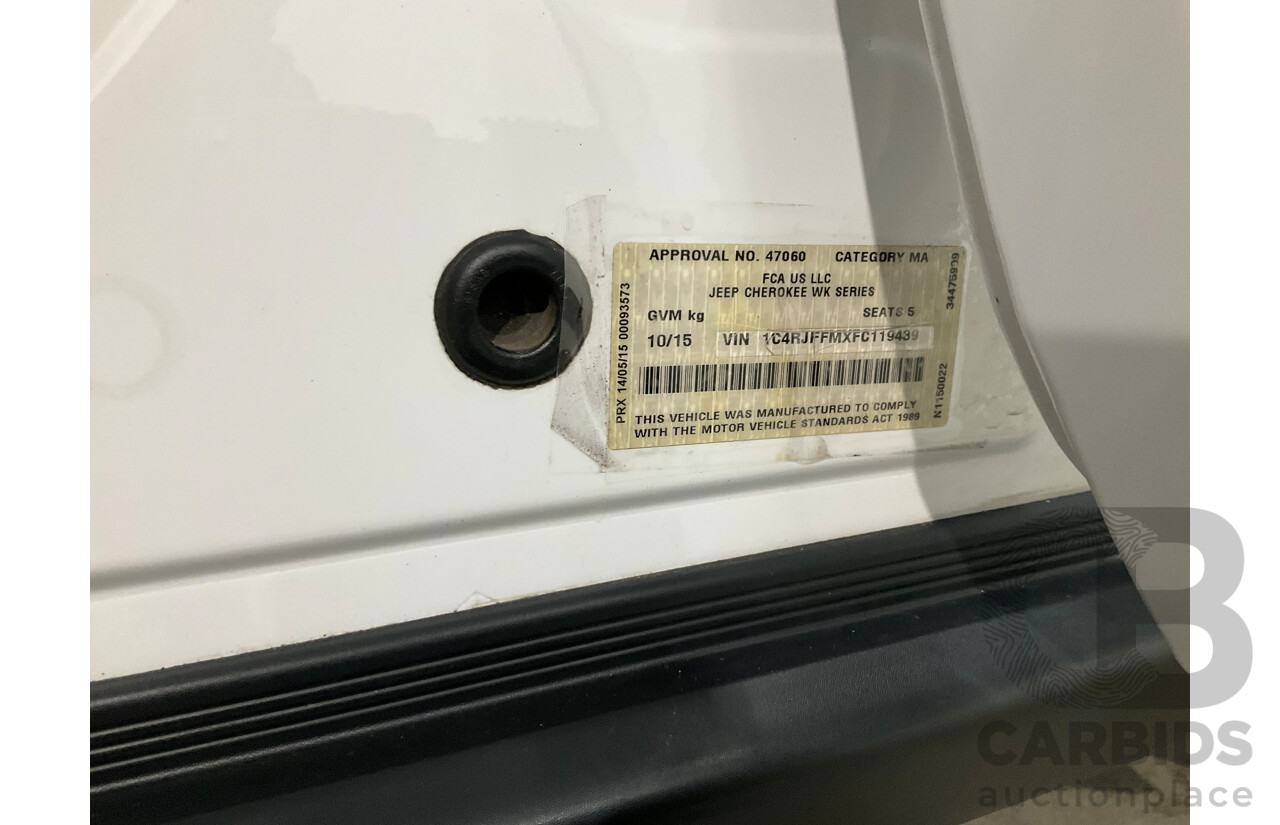 APPROVAL NO. 47060 CATEGORY MA
FCA US LLC
JEEP CHEROKEE WK SERIES
GVM kg SEATS 5
10/15 VIN 1C4RJFFMXFC119439
THIS VEHICLE WAS MANUFACTURED TO COMPLY
WITH THE MOTOR VEHICLE STANDARDS ACT 1989
PRX 14/05/15 00093573
34475909
N1150022
CARBIDS
auctionplace